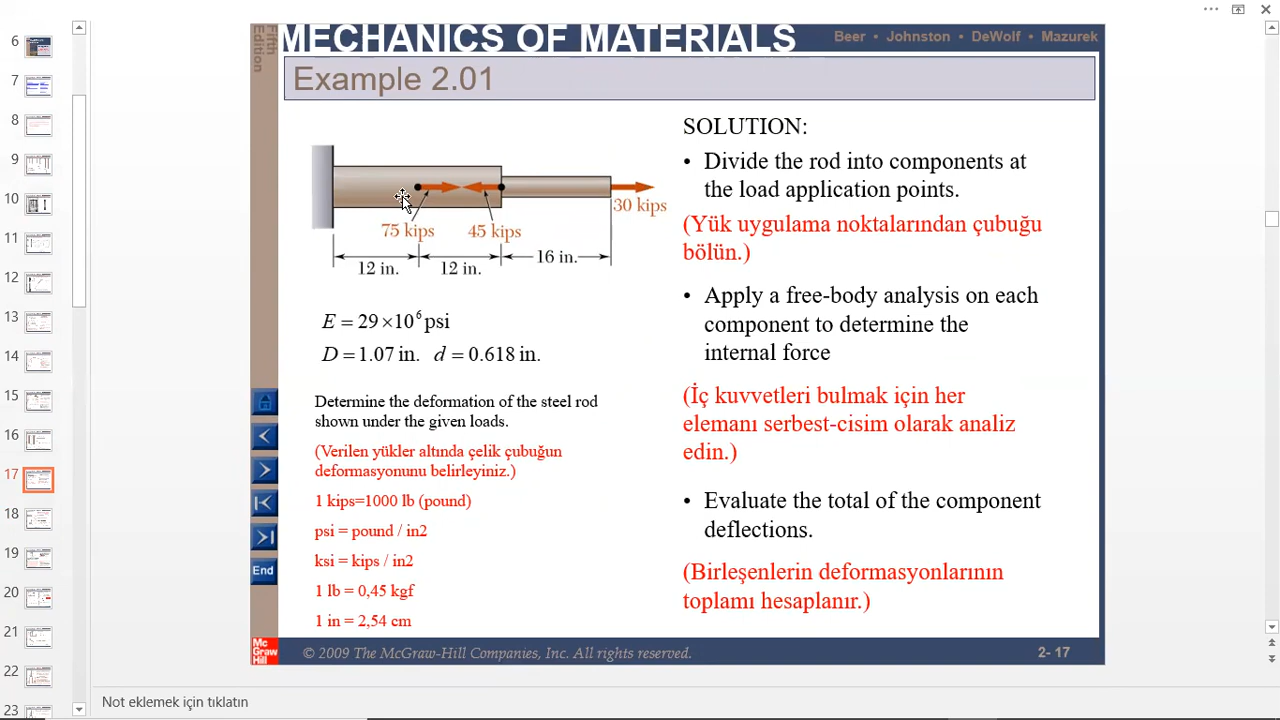 MECHANICS OF MATERIALS
Beer • Johnston • DeWolf • Mazurek
Fifth Edition
Example 2.01
75 kips
45 kips
30 kips
12 in.
12 in.
16 in.
E = 29 ×10⁶ psi
D = 1.07 in. d = 0.618 in.
Determine the deformation of the steel rod
shown under the given loads.
(Verilen yükler altında çelik çubuğun
deformasyonunu belirleyiniz.)
1 kips=1000 lb (pound)
psi = pound / in2
ksi = kips / in2
1 lb = 0,45 kgf
1 in = 2,54 cm
SOLUTION:
• Divide the rod into components at
the load application points.
(Yük uygulama noktalarından çubuğu
bölün.)
• Apply a free-body analysis on each
component to determine the
internal force
(İç kuvvetleri bulmak için her
elemanı serbest-cisim olarak analiz
edin.)
• Evaluate the total of the component
deflections.
(Birleşenlerin deformasyonlarının
toplamı hesaplanır.)
End
Mc
Graw
Hill
© 2009 The McGraw-Hill Companies, Inc. All rights reserved.
2- 17
6
7
8
9
10
11
12
13
14
15
16
17
18
19
20
21
22
23
Not eklemek için tıklatın